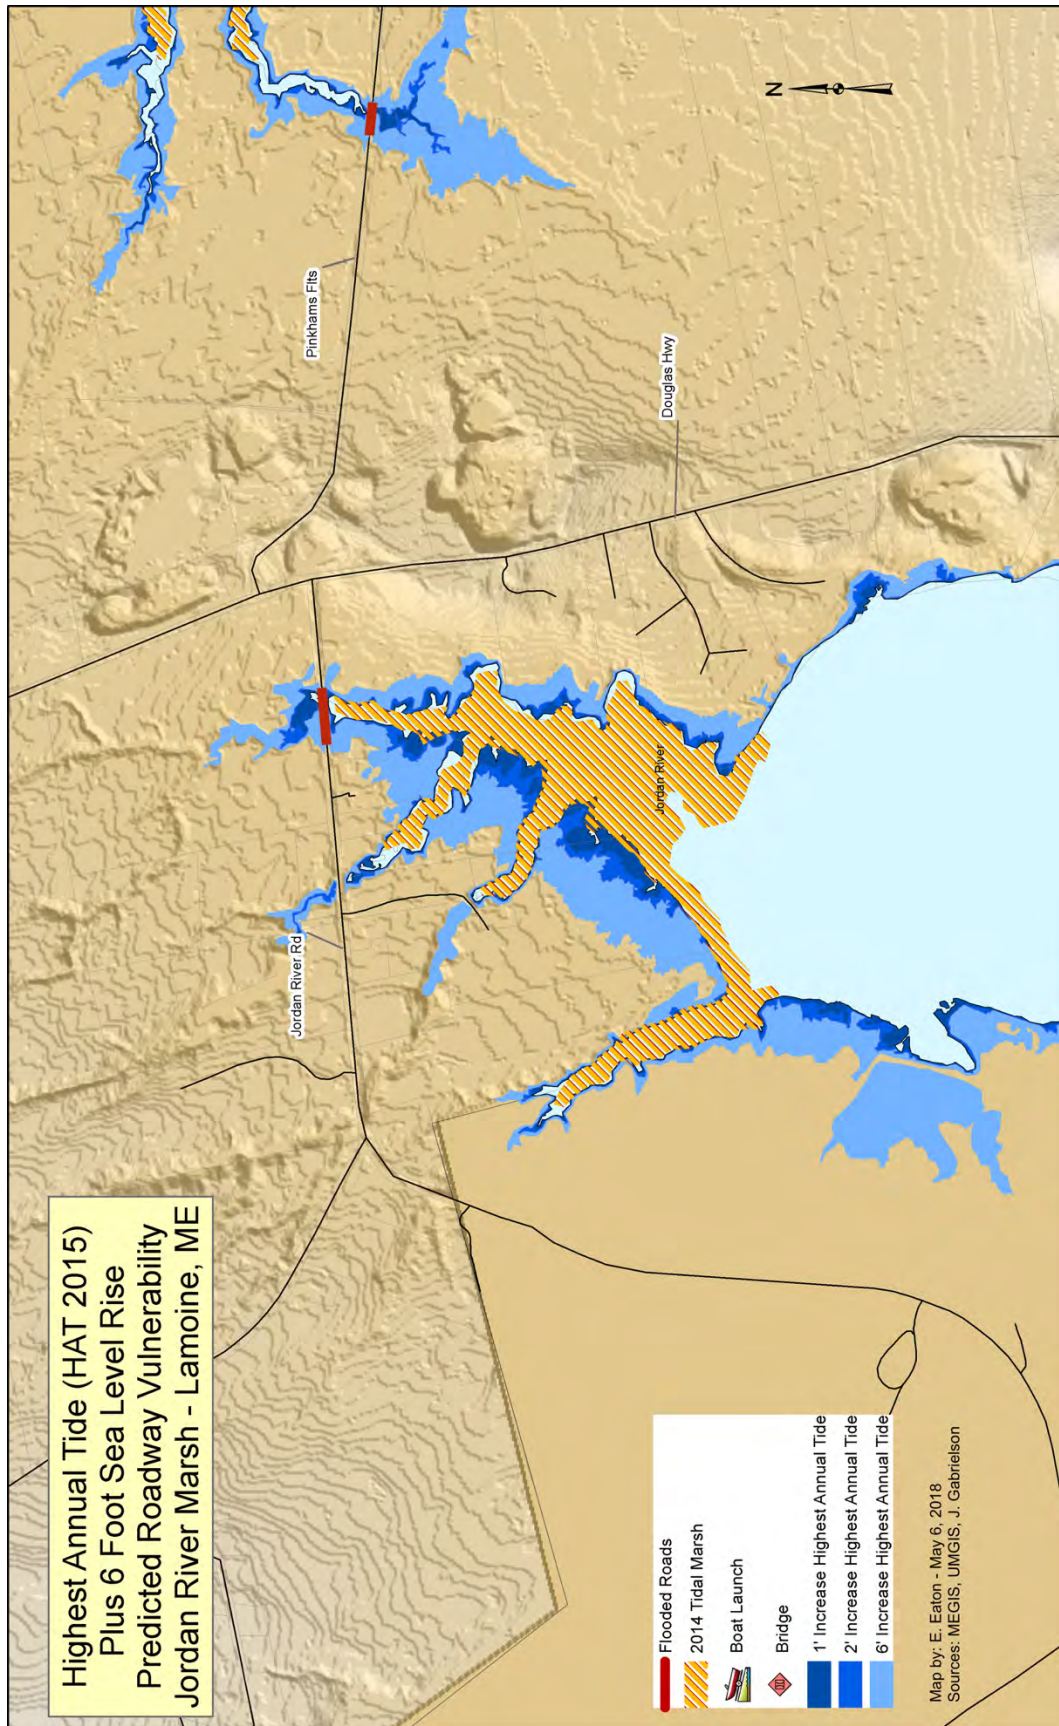 Highest Annual Tide (HAT 2015)
Plus 6 Foot Sea Level Rise
Predicted Roadway Vulnerability
Jordan River Marsh - Lamoine, ME
Jordan River Rd
Pinkhams Flts
Douglas Hwy
Jordan River
N
Flooded Roads
2014 Tidal Marsh
Boat Launch
Bridge
1' Increase Highest Annual Tide
2' Increase Highest Annual Tide
6' Increase Highest Annual Tide
Map by: E. Eaton - May 6, 2018
Sources: MEGIS, UMGIS, J. Gabrielson